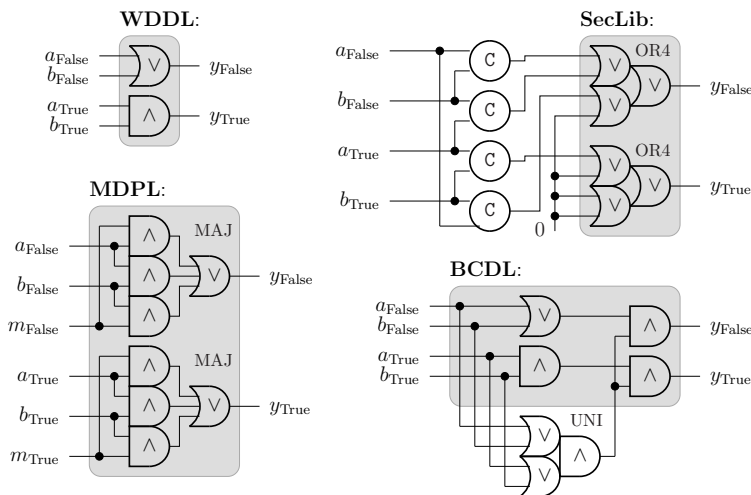 WDDL:
a_False
b_False
∨
y_False
a_True
b_True
∧
y_True
SecLib:
a_False
b_False
a_True
b_True
C
C
C
C
0
OR4
∨
∨
∨
y_False
OR4
∨
∨
∨
y_True
MDPL:
MAJ
a_False
b_False
m_False
∧
∧
∧
∨
y_False
MAJ
a_True
b_True
m_True
∧
∧
∧
∨
y_True
BCDL:
a_False
b_False
a_True
b_True
∨
∧
∧
y_False
∧
y_True
UNI
∨
∨
∧